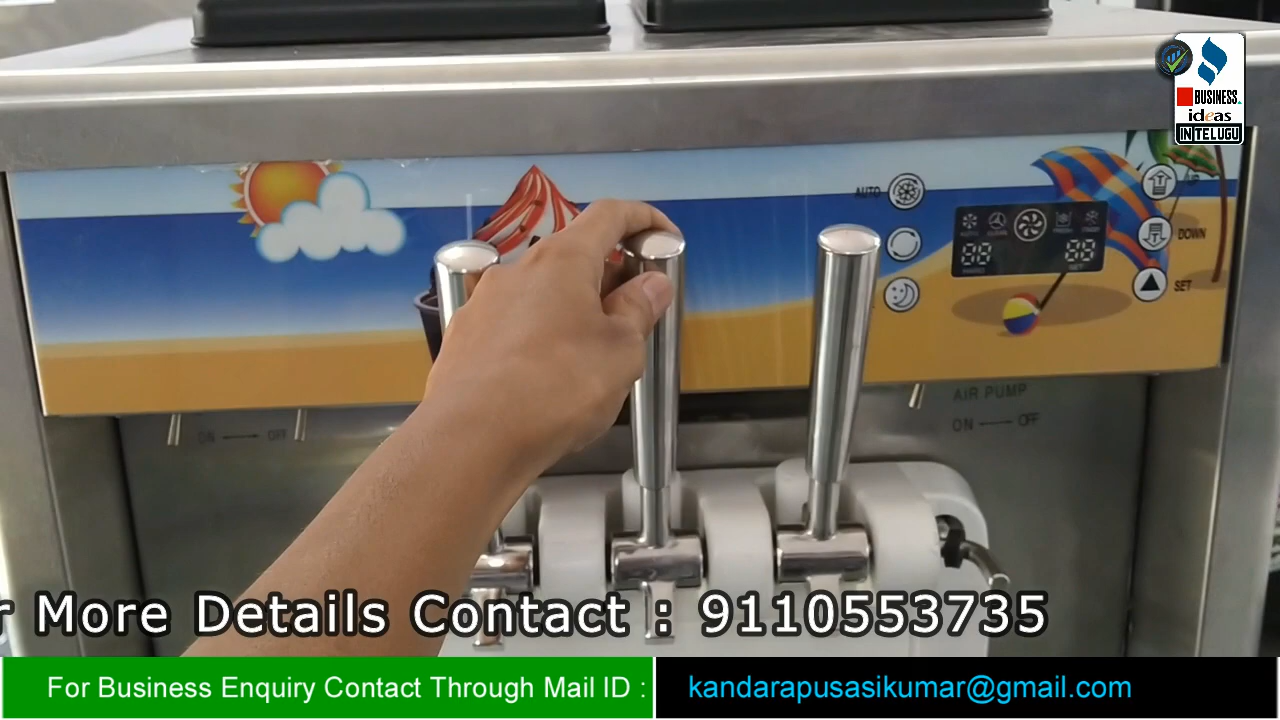 BUSINESS.
ideas
IN TELUGU
AUTO
UP
DOWN
SET
88 88
AIR PUMP
ON OFF
ON OFF
r More Details Contact : 9110553735
For Business Enquiry Contact Through Mail ID : kandarapusasikumar@gmail.com